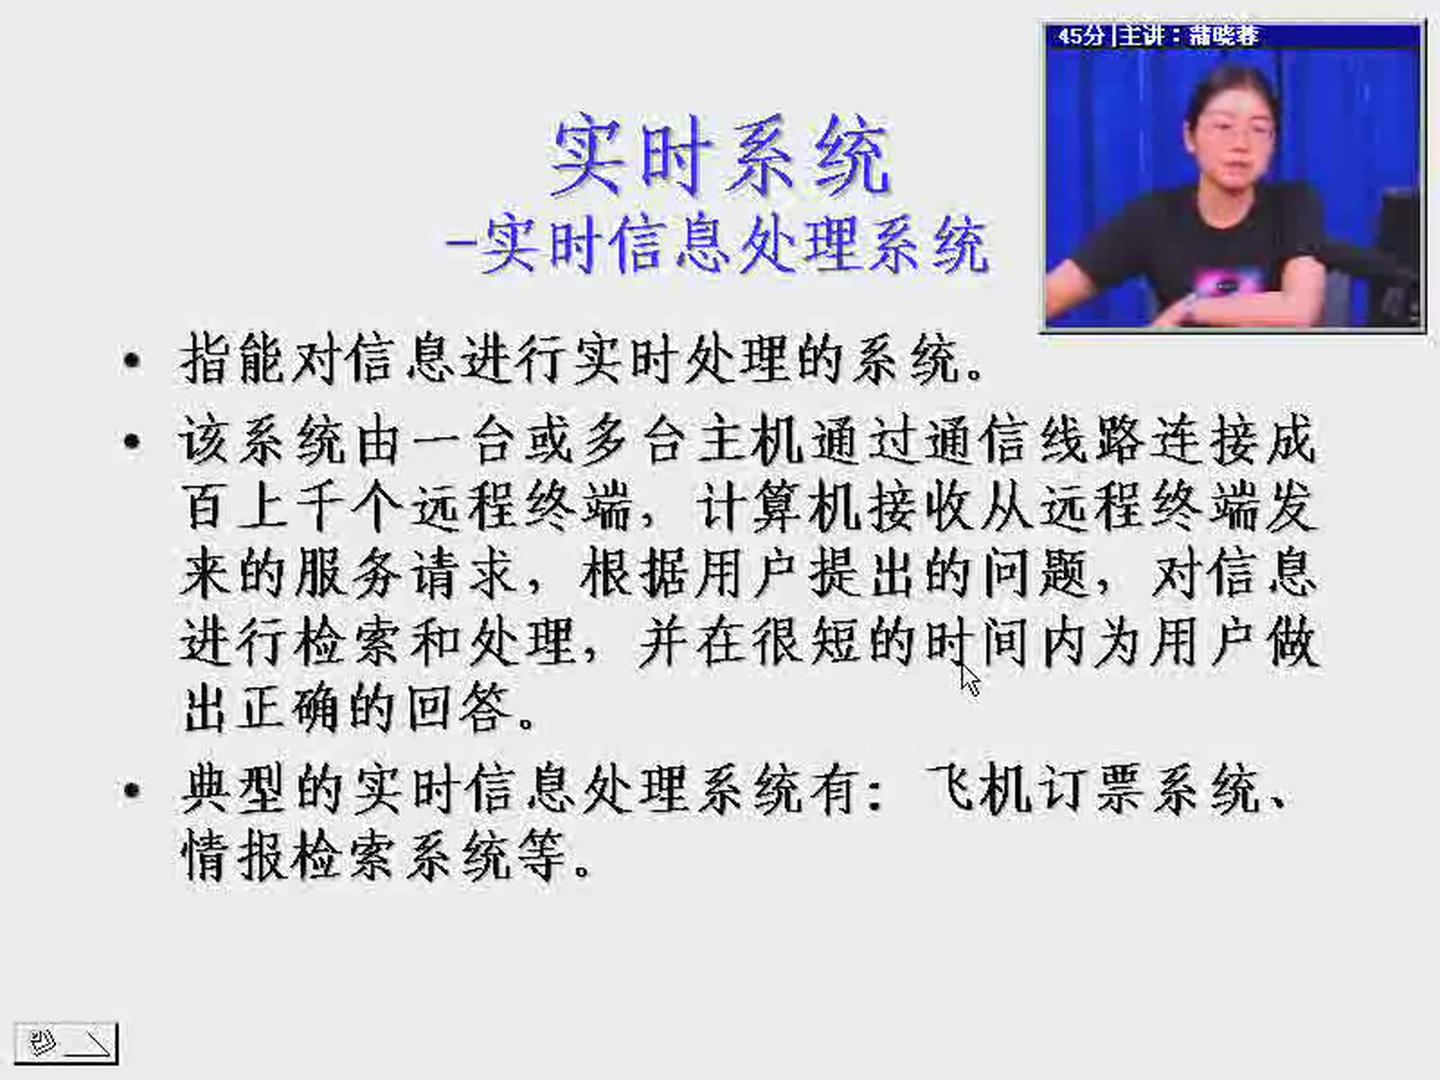 45分|主讲：蒲晓蓉
实时系统
-实时信息处理系统
• 指能对信息进行实时处理的系统。
• 该系统由一台或多台主机通过通信线路连接成
百上千个远程终端，计算机接收从远程终端发
来的服务请求，根据用户提出的问题，对信息
进行检索和处理，并在很短的时间内为用户做
出正确的回答。
• 典型的实时信息处理系统有：飞机订票系统、
情报检索系统等。